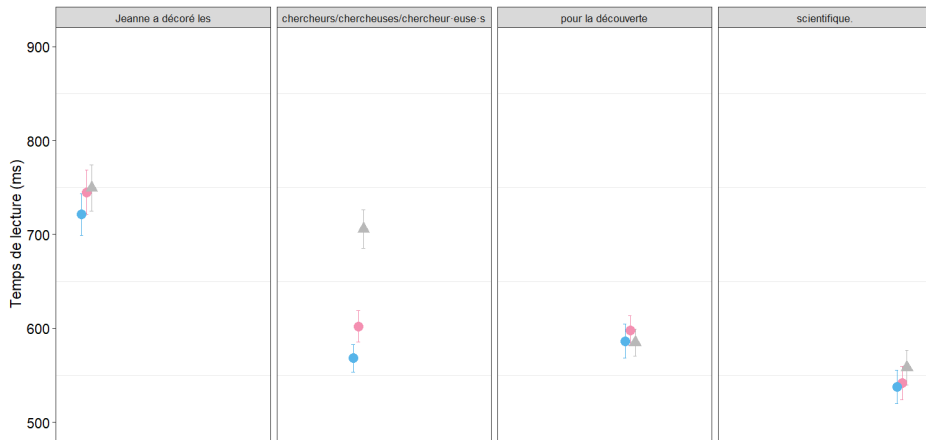 Jeanne a décoré les
chercheurs/chercheuses/chercheur·euse·s
pour la découverte
scientifique.
Temps de lecture (ms)
900
800
700
600
500